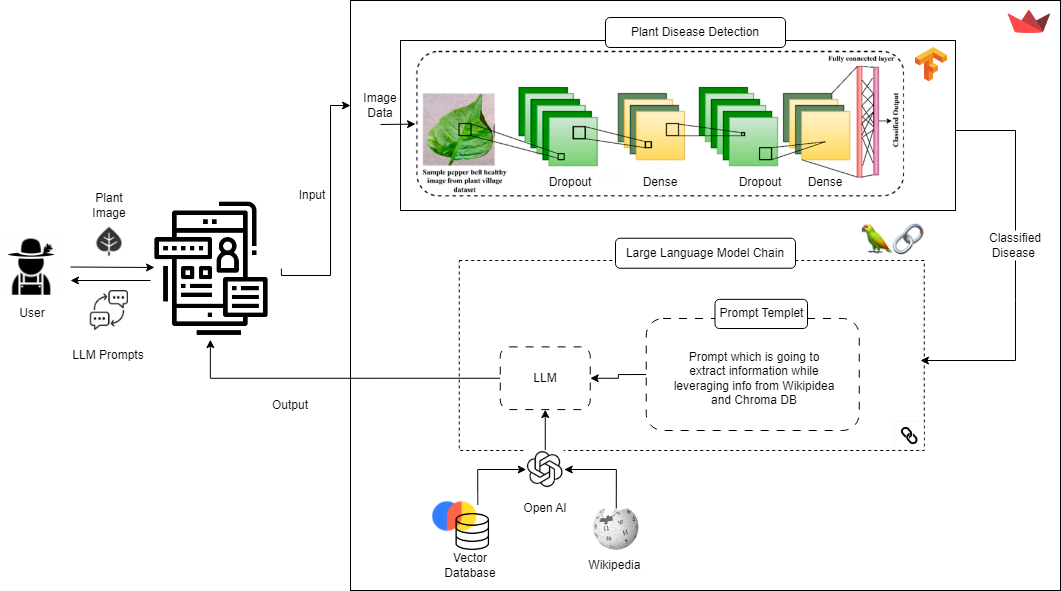 Plant Disease Detection
Fully connected layer
Image
Data
Classified Output
Sample pepper bell healthy
image from plant village
dataset
Dropout
Dense
Dropout
Dense
Plant
Image
Input
Classified
Disease
Large Language Model Chain
User
LLM Prompts
Prompt Templet
Prompt which is going to
extract information while
leveraging info from Wikipidea
and Chroma DB
LLM
Output
Open AI
Vector
Database
Wikipedia